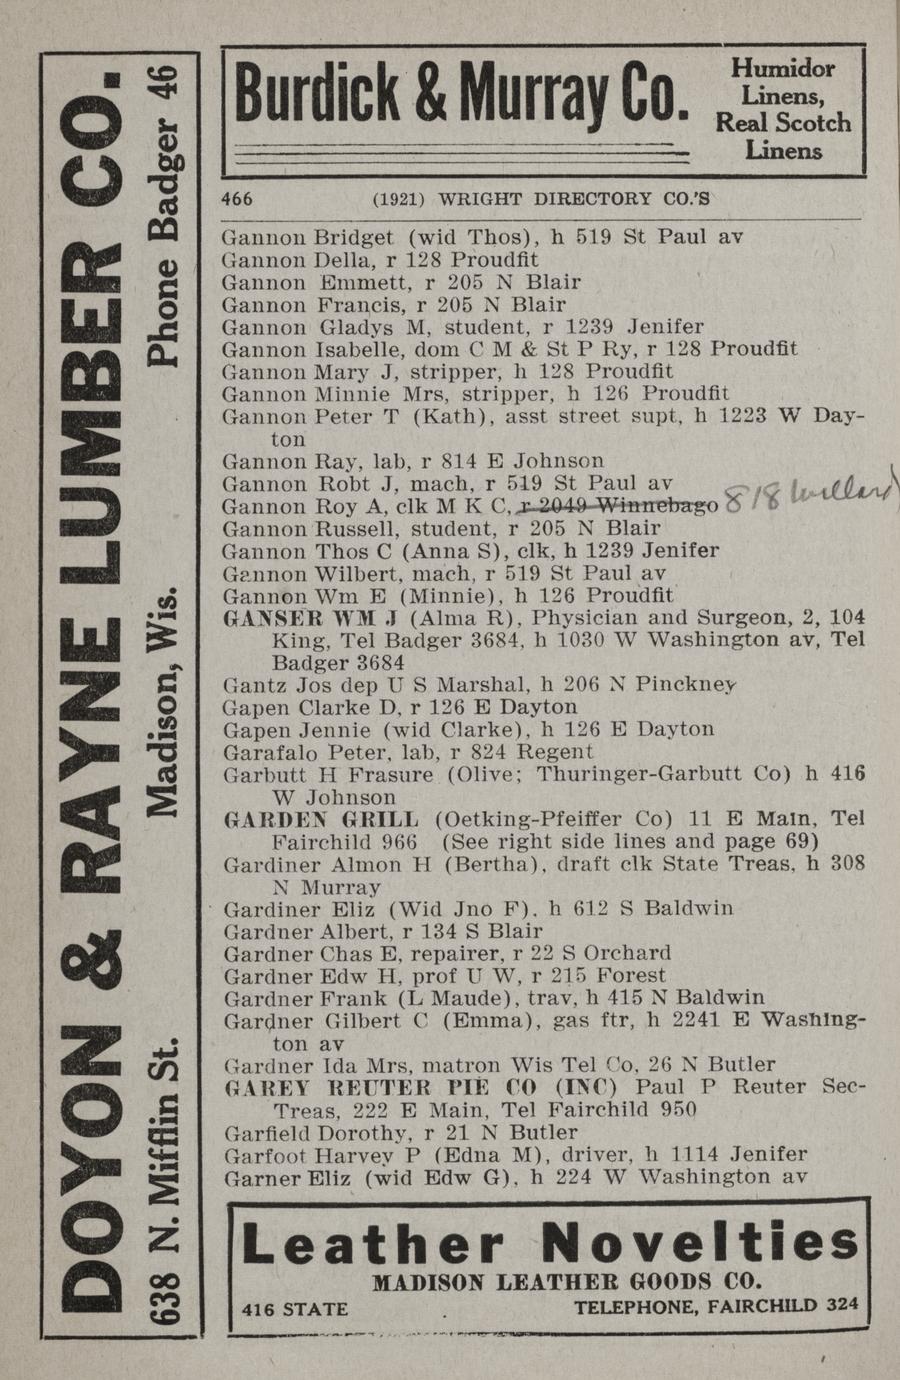 DOYON & RAYNE LUMBER CO.
638 N. Mifflin St. Madison, Wis. Phone Badger 46
Burdick & Murray Co.
Humidor
Linens,
Real Scotch
Linens
466 (1921) WRIGHT DIRECTORY CO.'S
Gannon Bridget (wid Thos), h 519 St Paul av
Gannon Della, r 128 Proudfit
Gannon Emmett, r 205 N Blair
Gannon Francis, r 205 N Blair
Gannon Gladys M, student, r 1239 Jenifer
Gannon Isabelle, dom C M & St P Ry, r 128 Proudfit
Gannon Mary J, stripper, h 128 Proudfit
Gannon Minnie Mrs, stripper, h 126 Proudfit
Gannon Peter T (Kath), asst street supt, h 1223 W Day-
ton
Gannon Ray, lab, r 814 E Johnson
Gannon Robt J, mach, r 519 St Paul av
Gannon Roy A, clk M K C, r 2049 Winnebago 818 Willard
Gannon Russell, student, r 205 N Blair
Gannon Thos C (Anna S), clk, h 1239 Jenifer
Gannon Wilbert, mach, r 519 St Paul av
Gannon Wm E (Minnie), h 126 Proudfit
GANSER WM J (Alma R), Physician and Surgeon, 2, 104
King, Tel Badger 3684, h 1030 W Washington av, Tel
Badger 3684
Gantz Jos dep U S Marshal, h 206 N Pinckney
Gapen Clarke D, r 126 E Dayton
Gapen Jennie (wid Clarke), h 126 E Dayton
Garafalo Peter, lab, r 824 Regent
Garbutt H Frasure (Olive; Thuringer-Garbutt Co) h 416
W Johnson
GARDEN GRILL (Oetking-Pfeiffer Co) 11 E Main, Tel
Fairchild 966 (See right side lines and page 69)
Gardiner Almon H (Bertha), draft clk State Treas, h 308
N Murray
Gardiner Eliz (Wid Jno F), h 612 S Baldwin
Gardner Albert, r 134 S Blair
Gardner Chas E, repairer, r 22 S Orchard
Gardner Edw H, prof U W, r 215 Forest
Gardner Frank (L Maude), trav, h 415 N Baldwin
Gardner Gilbert C (Emma), gas ftr, h 2241 E Washing-
ton av
Gardner Ida Mrs, matron Wis Tel Co, 26 N Butler
GAREY REUTER PIE CO (INC) Paul P Reuter Sec-
Treas, 222 E Main, Tel Fairchild 950
Garfield Dorothy, r 21 N Butler
Garfoot Harvey P (Edna M), driver, h 1114 Jenifer
Garner Eliz (wid Edw G), h 224 W Washington av
Leather Novelties
MADISON LEATHER GOODS CO.
416 STATE TELEPHONE, FAIRCHILD 324